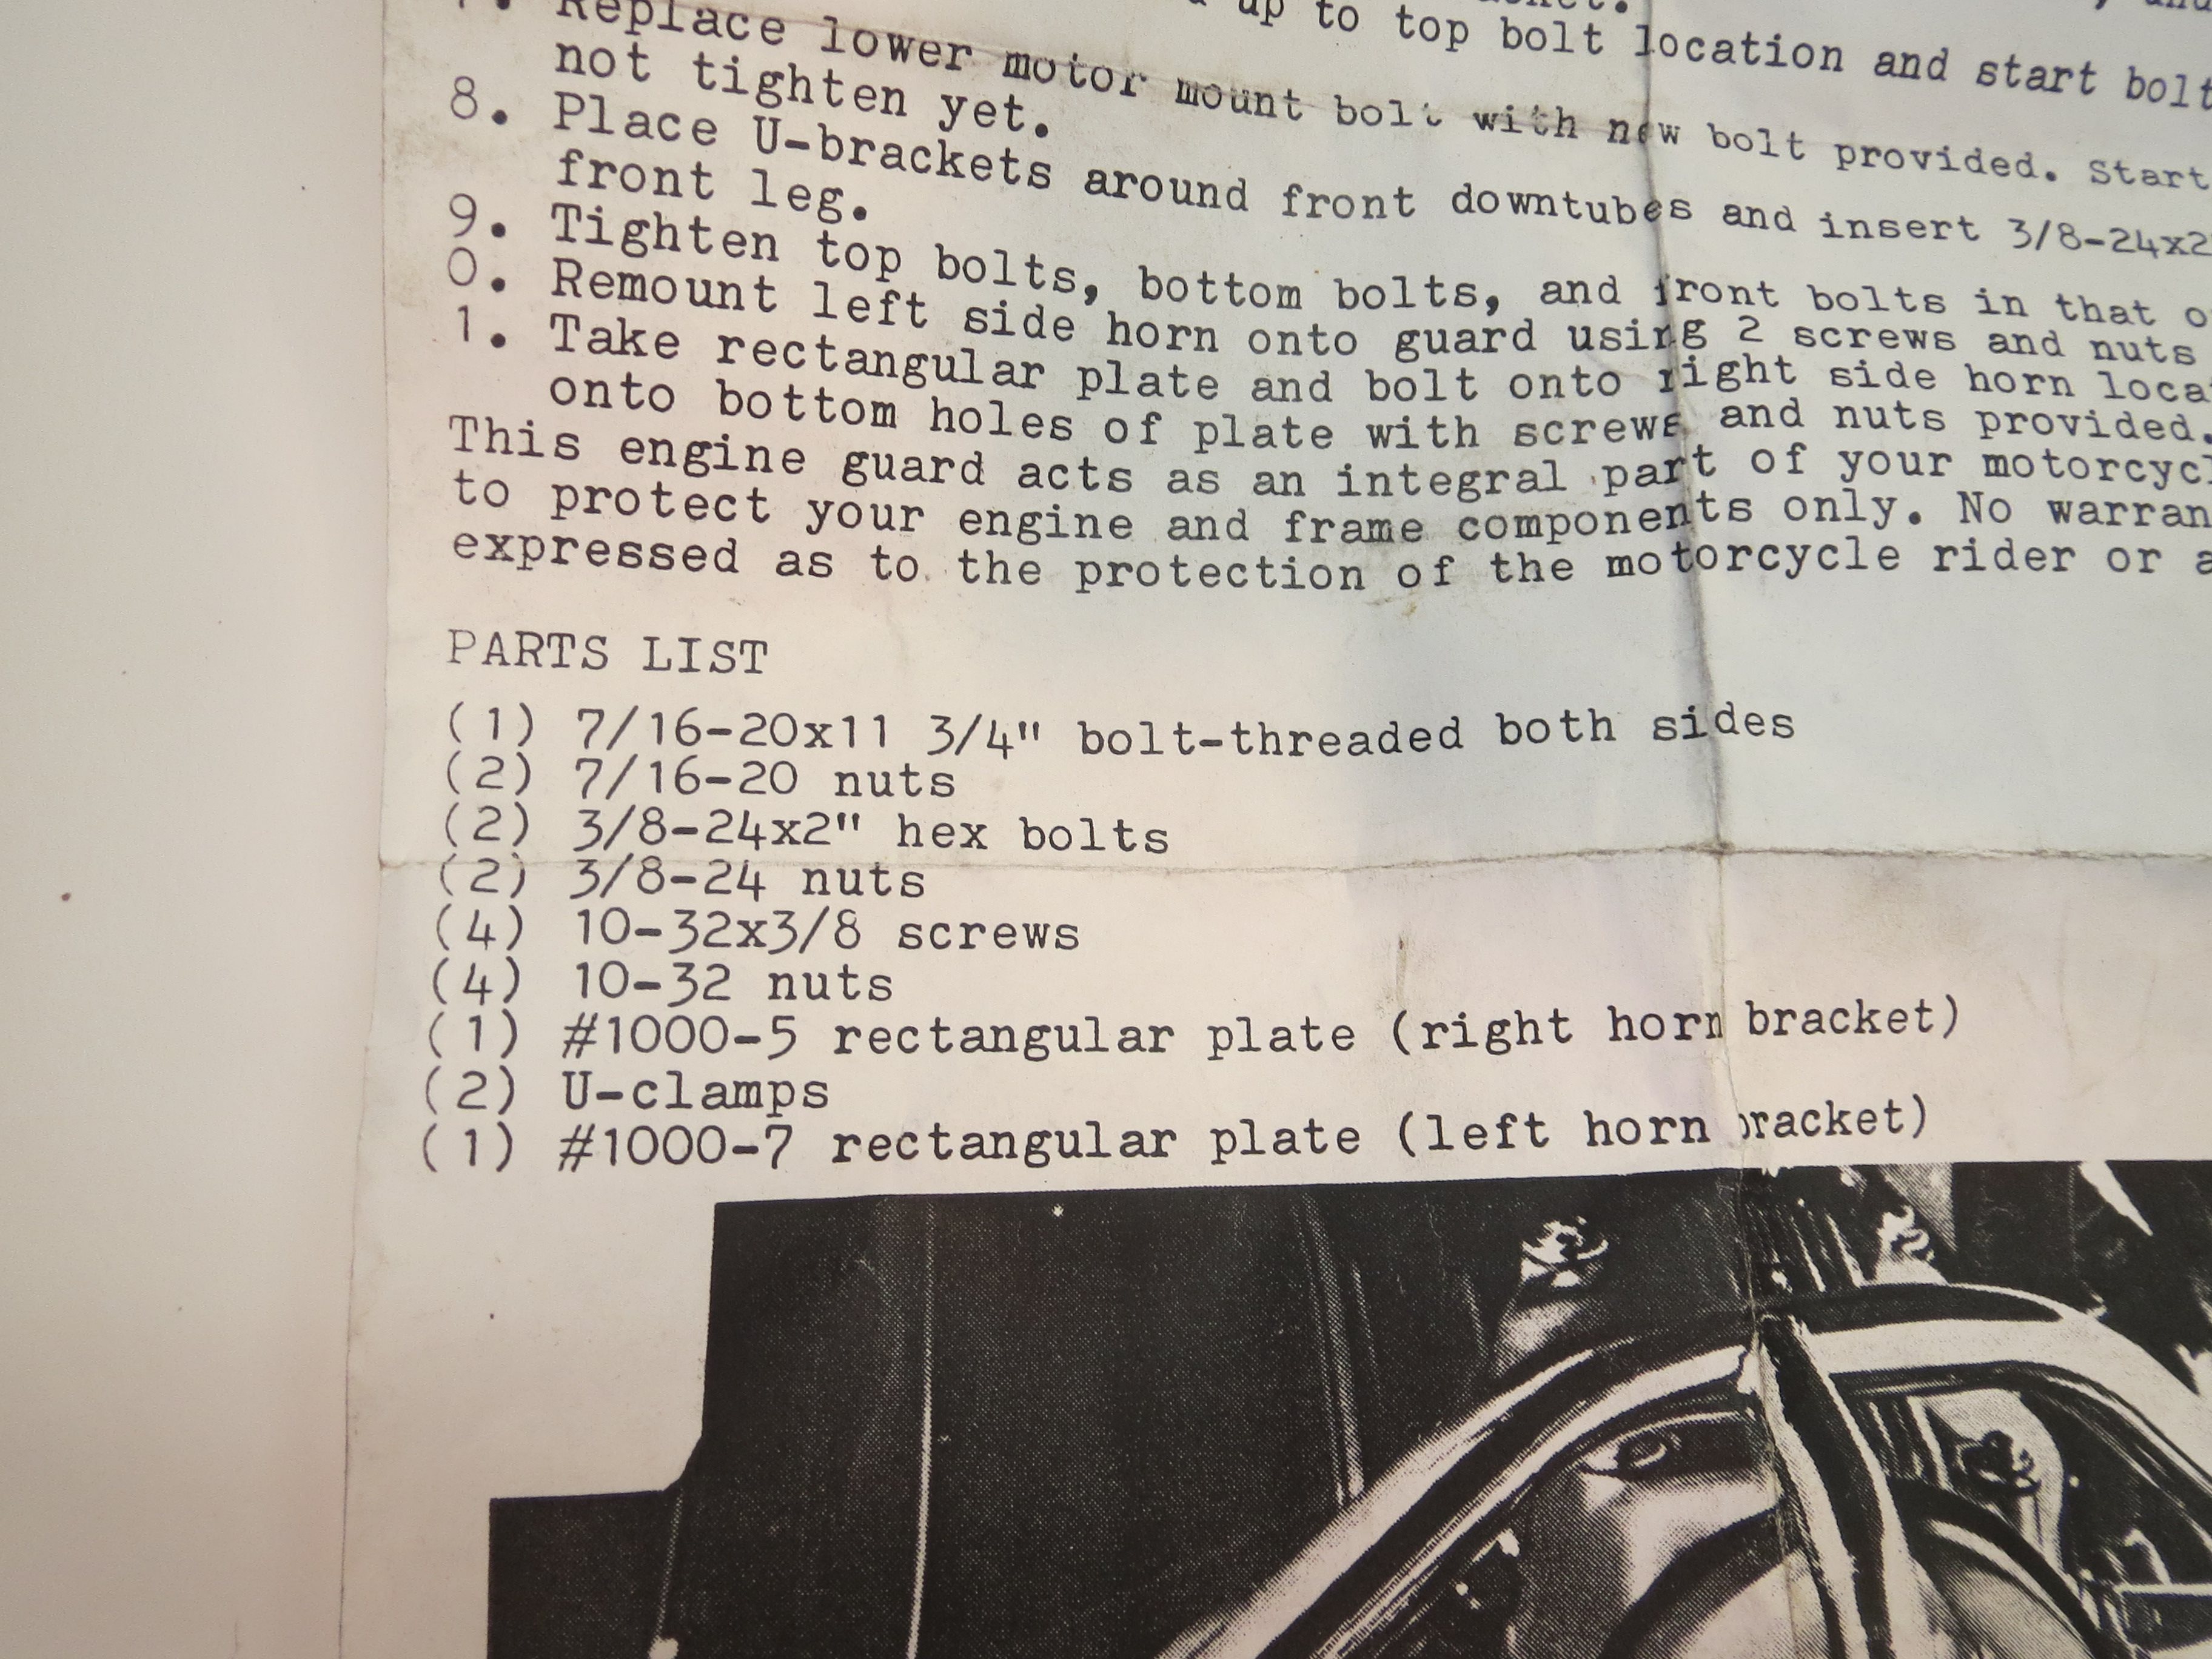 up to top bolt location and start bolt
7. Replace lower motor mount bolt with new bolt provided. Start
not tighten yet.
8. Place U-brackets around front downtubes and insert 3/8-24x2
front leg.
9. Tighten top bolts, bottom bolts, and front bolts in that
0. Remount left side horn onto guard using 2 screws and nuts
1. Take rectangular plate and bolt onto right side horn loca
onto bottom holes of plate with screws and nuts provided.
This engine guard acts as an integral part of your motorcycl
to protect your engine and frame components only. No warran
expressed as to the protection of the motorcycle rider or a
PARTS LIST
(1) 7/16-20x11 3/4" bolt-threaded both sides
(2) 7/16-20 nuts
(2) 3/8-24x2" hex bolts
(2) 3/8-24 nuts
(4) 10-32x3/8 screws
(4) 10-32 nuts
(1) #1000-5 rectangular plate (right horn bracket)
(2) U-clamps
(1) #1000-7 rectangular plate (left horn bracket)